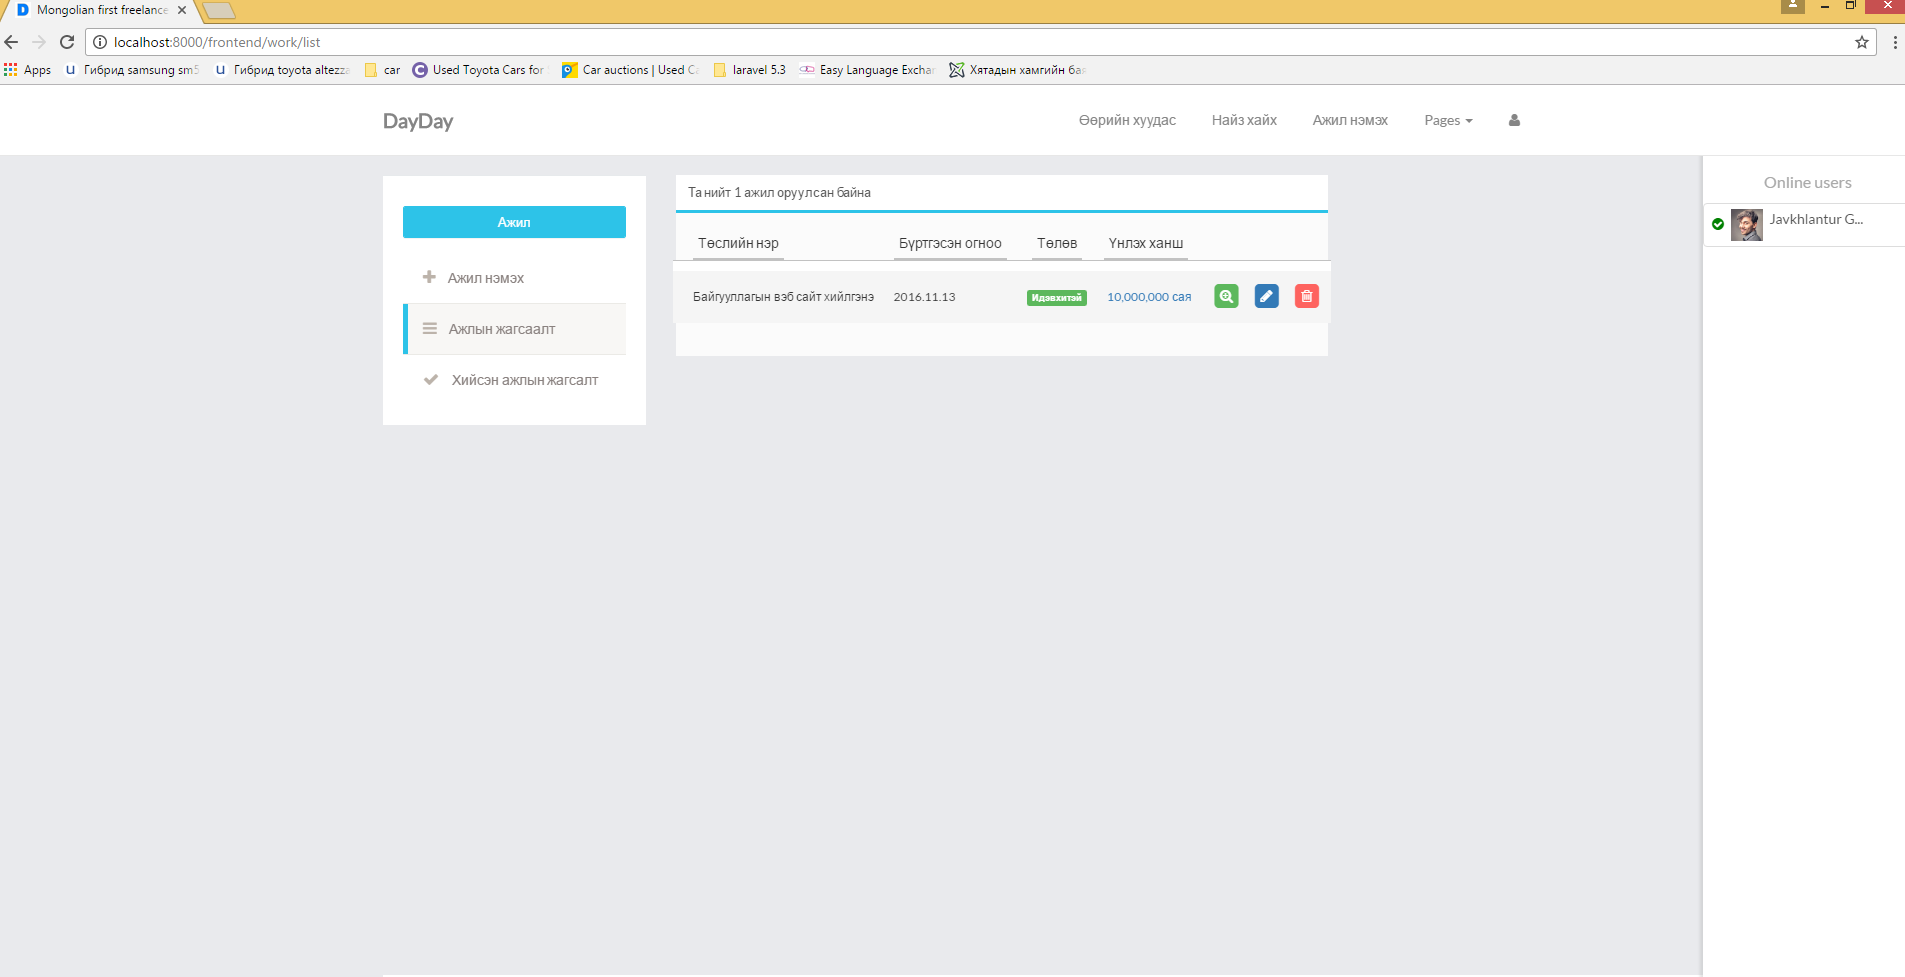 Mongolian first freelance
localhost:8000/frontend/work/list
Apps Гибрид samsung sm5 Гибрид toyota altezza car Used Toyota Cars for Car auctions | Used Ca laravel 5.3 Easy Language Exchan Хятадын хамгийн бая
DayDay Өөрийн хуудас Найз хайх Ажил нэмэх Pages
Ажил
Ажил нэмэх
Ажлын жагсаалт
Хийсэн ажлын жагсалт
Та нийт 1 ажил оруулсан байна
Төслийн нэр Бүртгэсэн огноо Төлөв Үнлэх ханш
Байгууллагын вэб сайт хийлгэнэ 2016.11.13 Идэвхитэй 10,000,000 сая
Online users
Javkhlantur G...